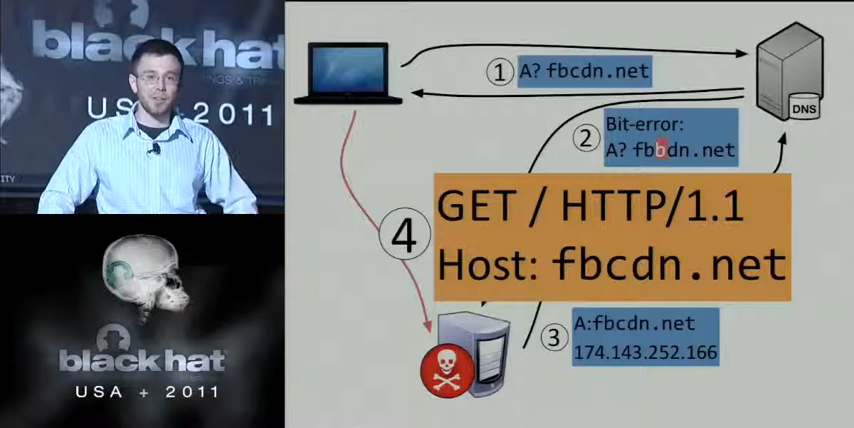 black hat
USA + 2011
black hat
USA + 2011
1 A? fbcdn.net
DNS
2 Bit-error:
A? fbbdn.net
4 GET / HTTP/1.1
Host: fbcdn.net
3 A:fbcdn.net
174.143.252.166